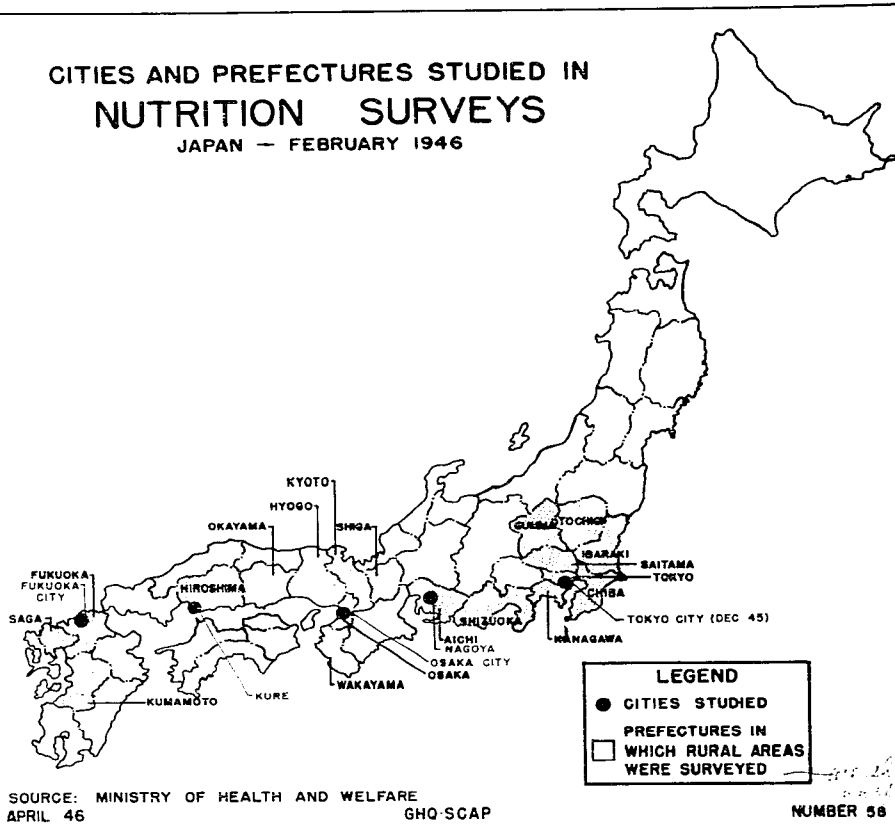 CITIES AND PREFECTURES STUDIED IN
NUTRITION SURVEYS
JAPAN — FEBRUARY 1946
KYOTO
HYOGO
OKAYAMA
SHIGA
GUNMA
TOCHIGI
IBARAKI
SAITAMA
TOKYO
CHIBA
TOKYO CITY (DEC 45)
KANAGAWA
SHIZUOKA
AICHI
NAGOYA
OSAKA CITY
OSAKA
WAKAYAMA
FUKUOKA
FUKUOKA
CITY
HIROSHIMA
SAGA
KUMAMOTO
KURE
LEGEND
CITIES STUDIED
PREFECTURES IN
WHICH RURAL AREAS
WERE SURVEYED
SOURCE: MINISTRY OF HEALTH AND WELFARE
APRIL 46
GHQ-SCAP
NUMBER 58